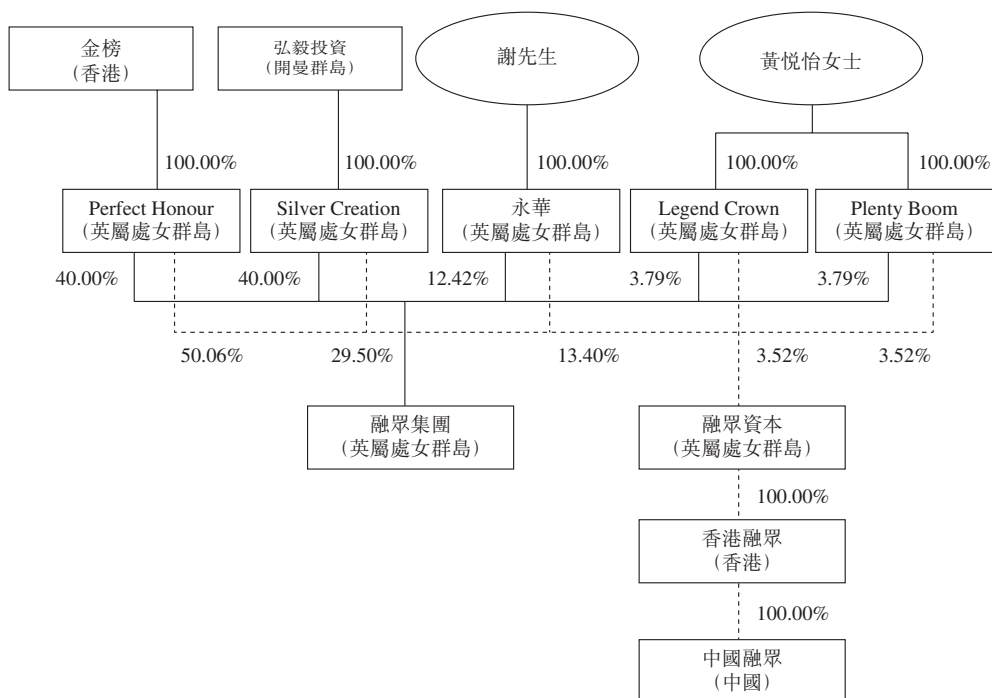 金榜
(香港)
弘毅投資
(開曼群島)
謝先生
黃悦怡女士
100.00%
100.00%
100.00%
100.00%
100.00%
Perfect Honour
(英屬處女群島)
Silver Creation
(英屬處女群島)
永華
(英屬處女群島)
Legend Crown
(英屬處女群島)
Plenty Boom
(英屬處女群島)
40.00%
40.00%
12.42%
3.79%
3.79%
50.06%
29.50%
13.40%
3.52%
3.52%
融眾集團
(英屬處女群島)
融眾資本
(英屬處女群島)
100.00%
香港融眾
(香港)
100.00%
中國融眾
(中國)